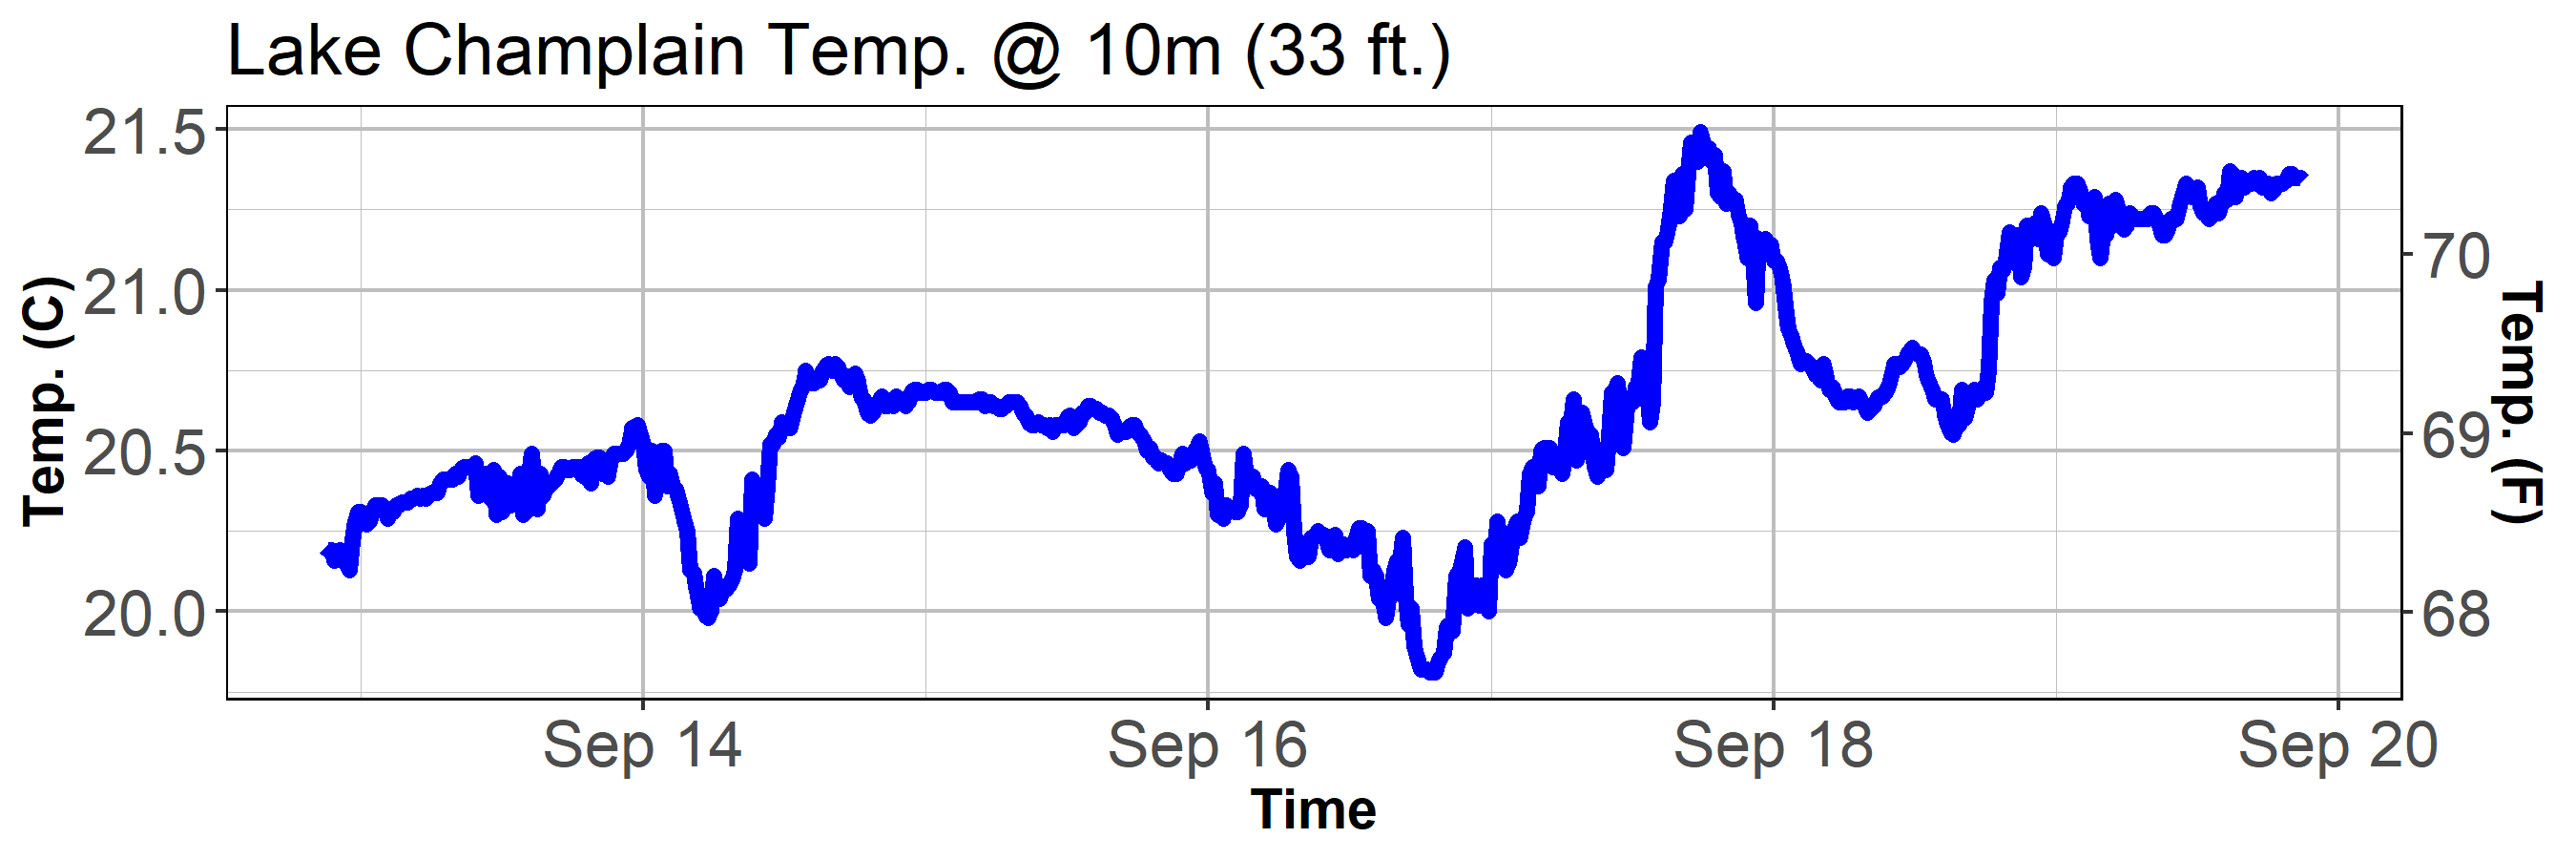 Lake Champlain Temp. @ 10m (33 ft.)
21.5
21.0
20.5
20.0
Temp. (C)
70
69
68
Temp. (F)
Sep 14
Sep 16
Sep 18
Sep 20
Time